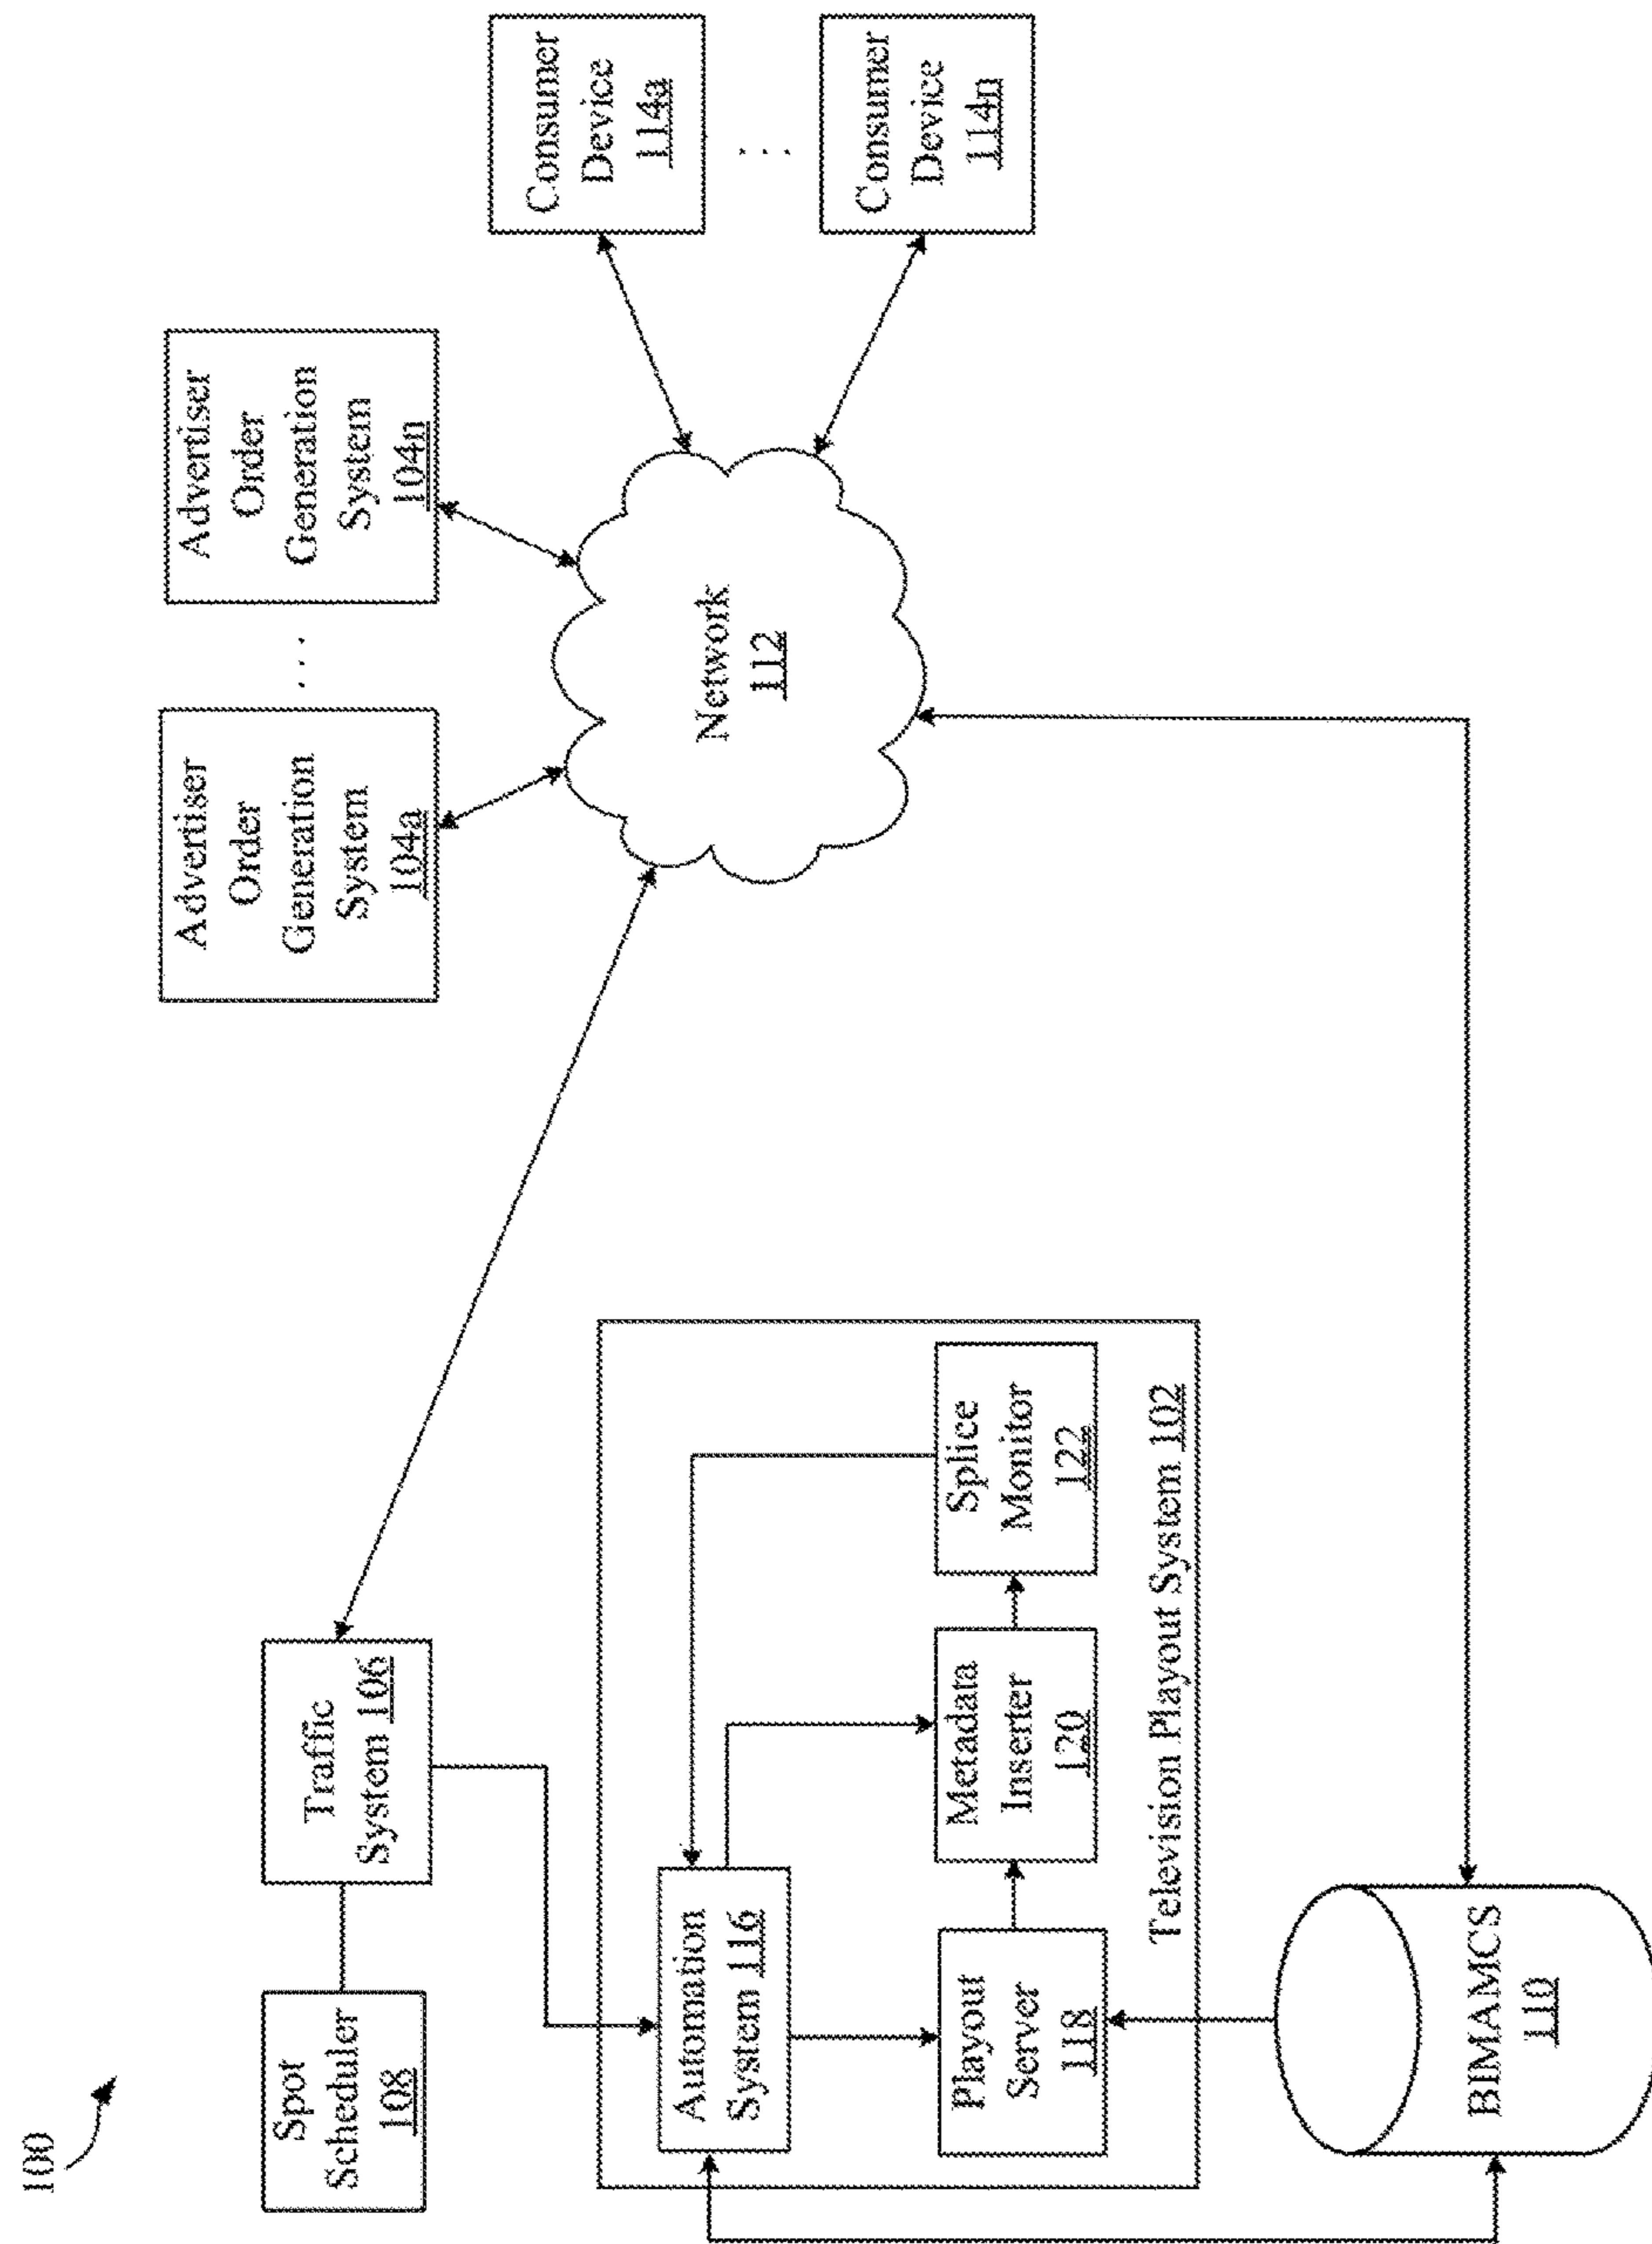 100
Spot
Scheduler
108
Traffic
System 106
Advertiser
Order
Generation
System
104a
. . .
Advertiser
Order
Generation
System
104n
Automation
System 116
Playout
Server
118
Metadata
Inserter
120
Splice
Monitor
122
Television Playout System 102
Network
112
Consumer
Device
114a
. . .
Consumer
Device
114n
BIMAMCS
110